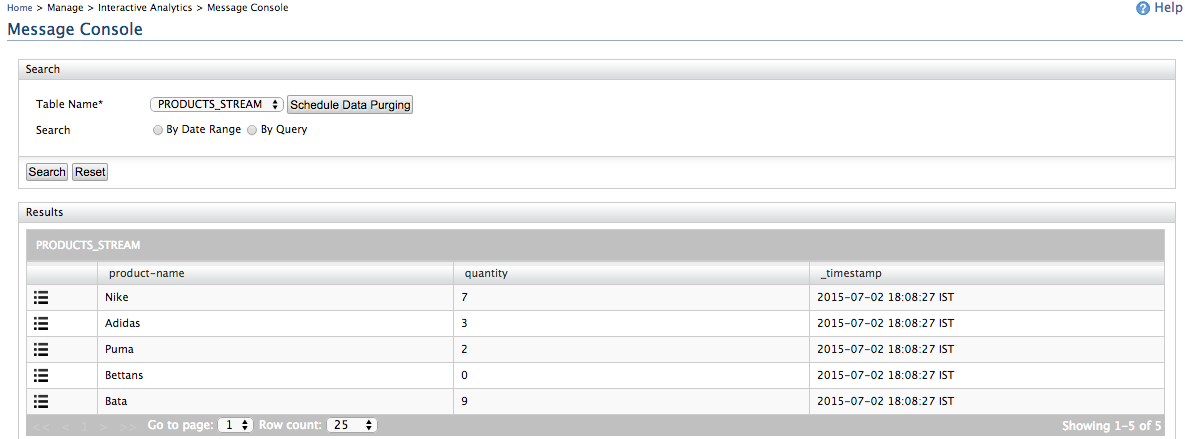 Home > Manage > Interactive Analytics > Message Console
Help
Message Console
Search
Table Name* PRODUCTS_STREAM Schedule Data Purging
Search By Date Range By Query
Search Reset
Results
PRODUCTS_STREAM
product-name quantity _timestamp
Nike 7 2015-07-02 18:08:27 IST
Adidas 3 2015-07-02 18:08:27 IST
Puma 2 2015-07-02 18:08:27 IST
Bettans 0 2015-07-02 18:08:27 IST
Bata 9 2015-07-02 18:08:27 IST
<< < 1 > >> Go to page: 1 Row count: 25 Showing 1-5 of 5